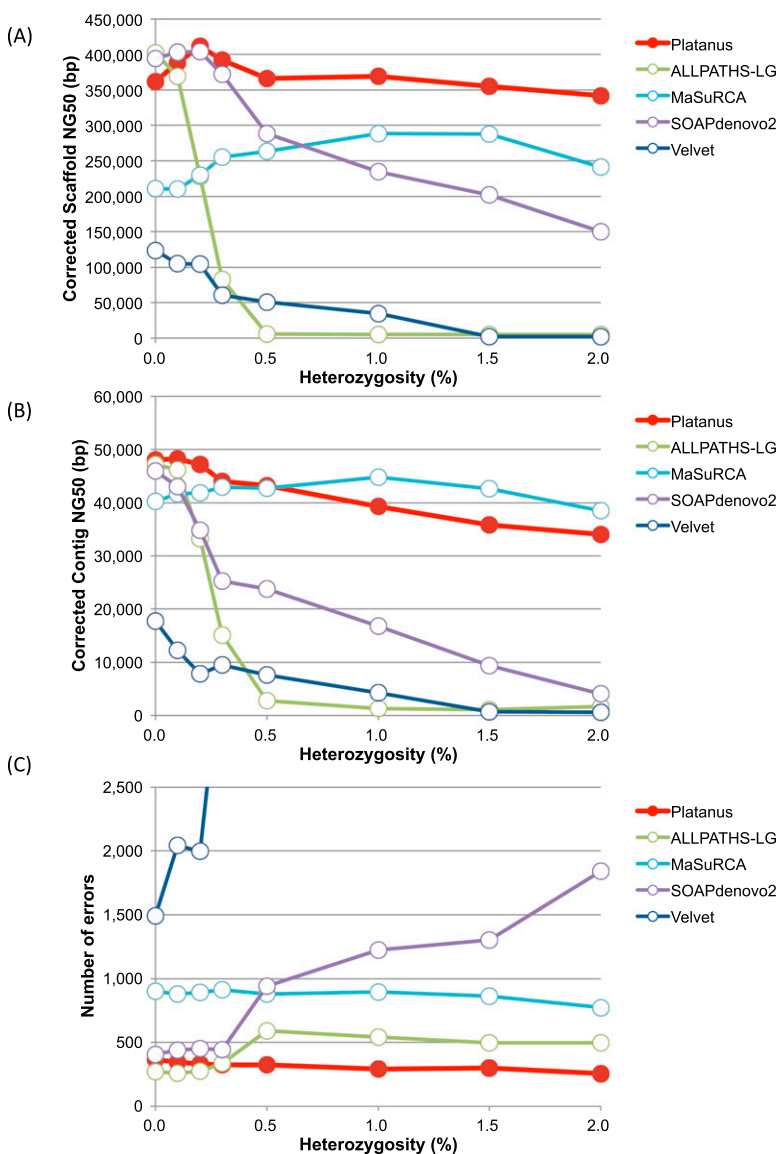 (A)
Corrected Scaffold NG50 (bp)
450,000
400,000
350,000
300,000
250,000
200,000
150,000
100,000
50,000
0
0.0 0.5 1.0 1.5 2.0
Heterozygosity (%)
Platanus
ALLPATHS-LG
MaSuRCA
SOAPdenovo2
Velvet
(B)
Corrected Contig NG50 (bp)
60,000
50,000
40,000
30,000
20,000
10,000
0
0.0 0.5 1.0 1.5 2.0
Heterozygosity (%)
Platanus
ALLPATHS-LG
MaSuRCA
SOAPdenovo2
Velvet
(C)
Number of errors
2,500
2,000
1,500
1,000
500
0
0.0 0.5 1.0 1.5 2.0
Heterozygosity (%)
Platanus
ALLPATHS-LG
MaSuRCA
SOAPdenovo2
Velvet